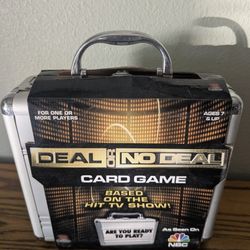 FOR ONE OR
MORE PLAYERS
AGES 7
& UP!
DEAL OR NO DEAL
CARD GAME
BASED
ON THE
HIT TV SHOW!
ARE YOU READY
TO PLAY?
As Seen On
NBC